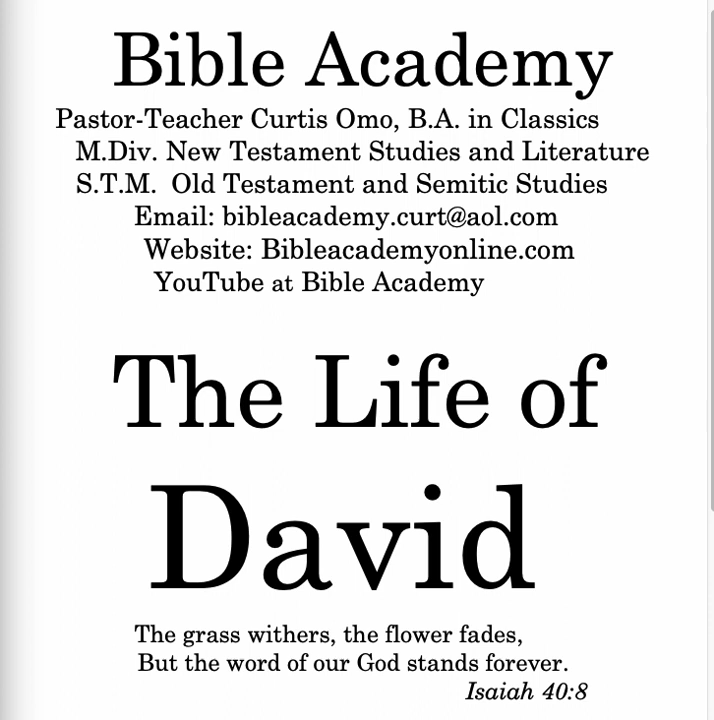 Bible Academy
Pastor-Teacher Curtis Omo, B.A. in Classics
M.Div. New Testament Studies and Literature
S.T.M. Old Testament and Semitic Studies
Email: bibleacademy.curt@aol.com
Website: Bibleacademyonline.com
YouTube at Bible Academy
The Life of
David
The grass withers, the flower fades,
But the word of our God stands forever.
Isaiah 40:8